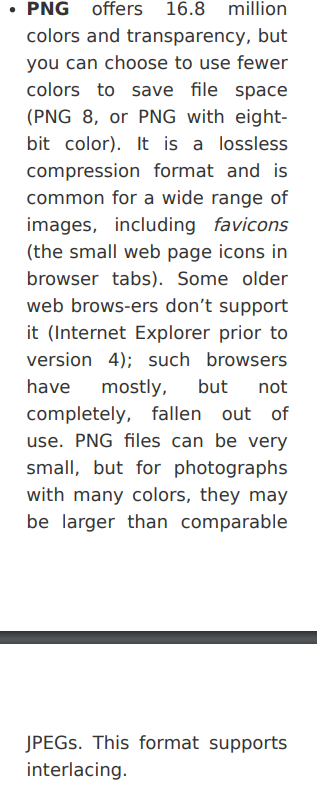 • PNG offers 16.8 million
colors and transparency, but
you can choose to use fewer
colors to save file space
(PNG 8, or PNG with eight-
bit color). It is a lossless
compression format and is
common for a wide range of
images, including favicons
(the small web page icons in
browser tabs). Some older
web brows-ers don’t support
it (Internet Explorer prior to
version 4); such browsers
have mostly, but not
completely, fallen out of
use. PNG files can be very
small, but for photographs
with many colors, they may
be larger than comparable
JPEGs. This format supports
interlacing.